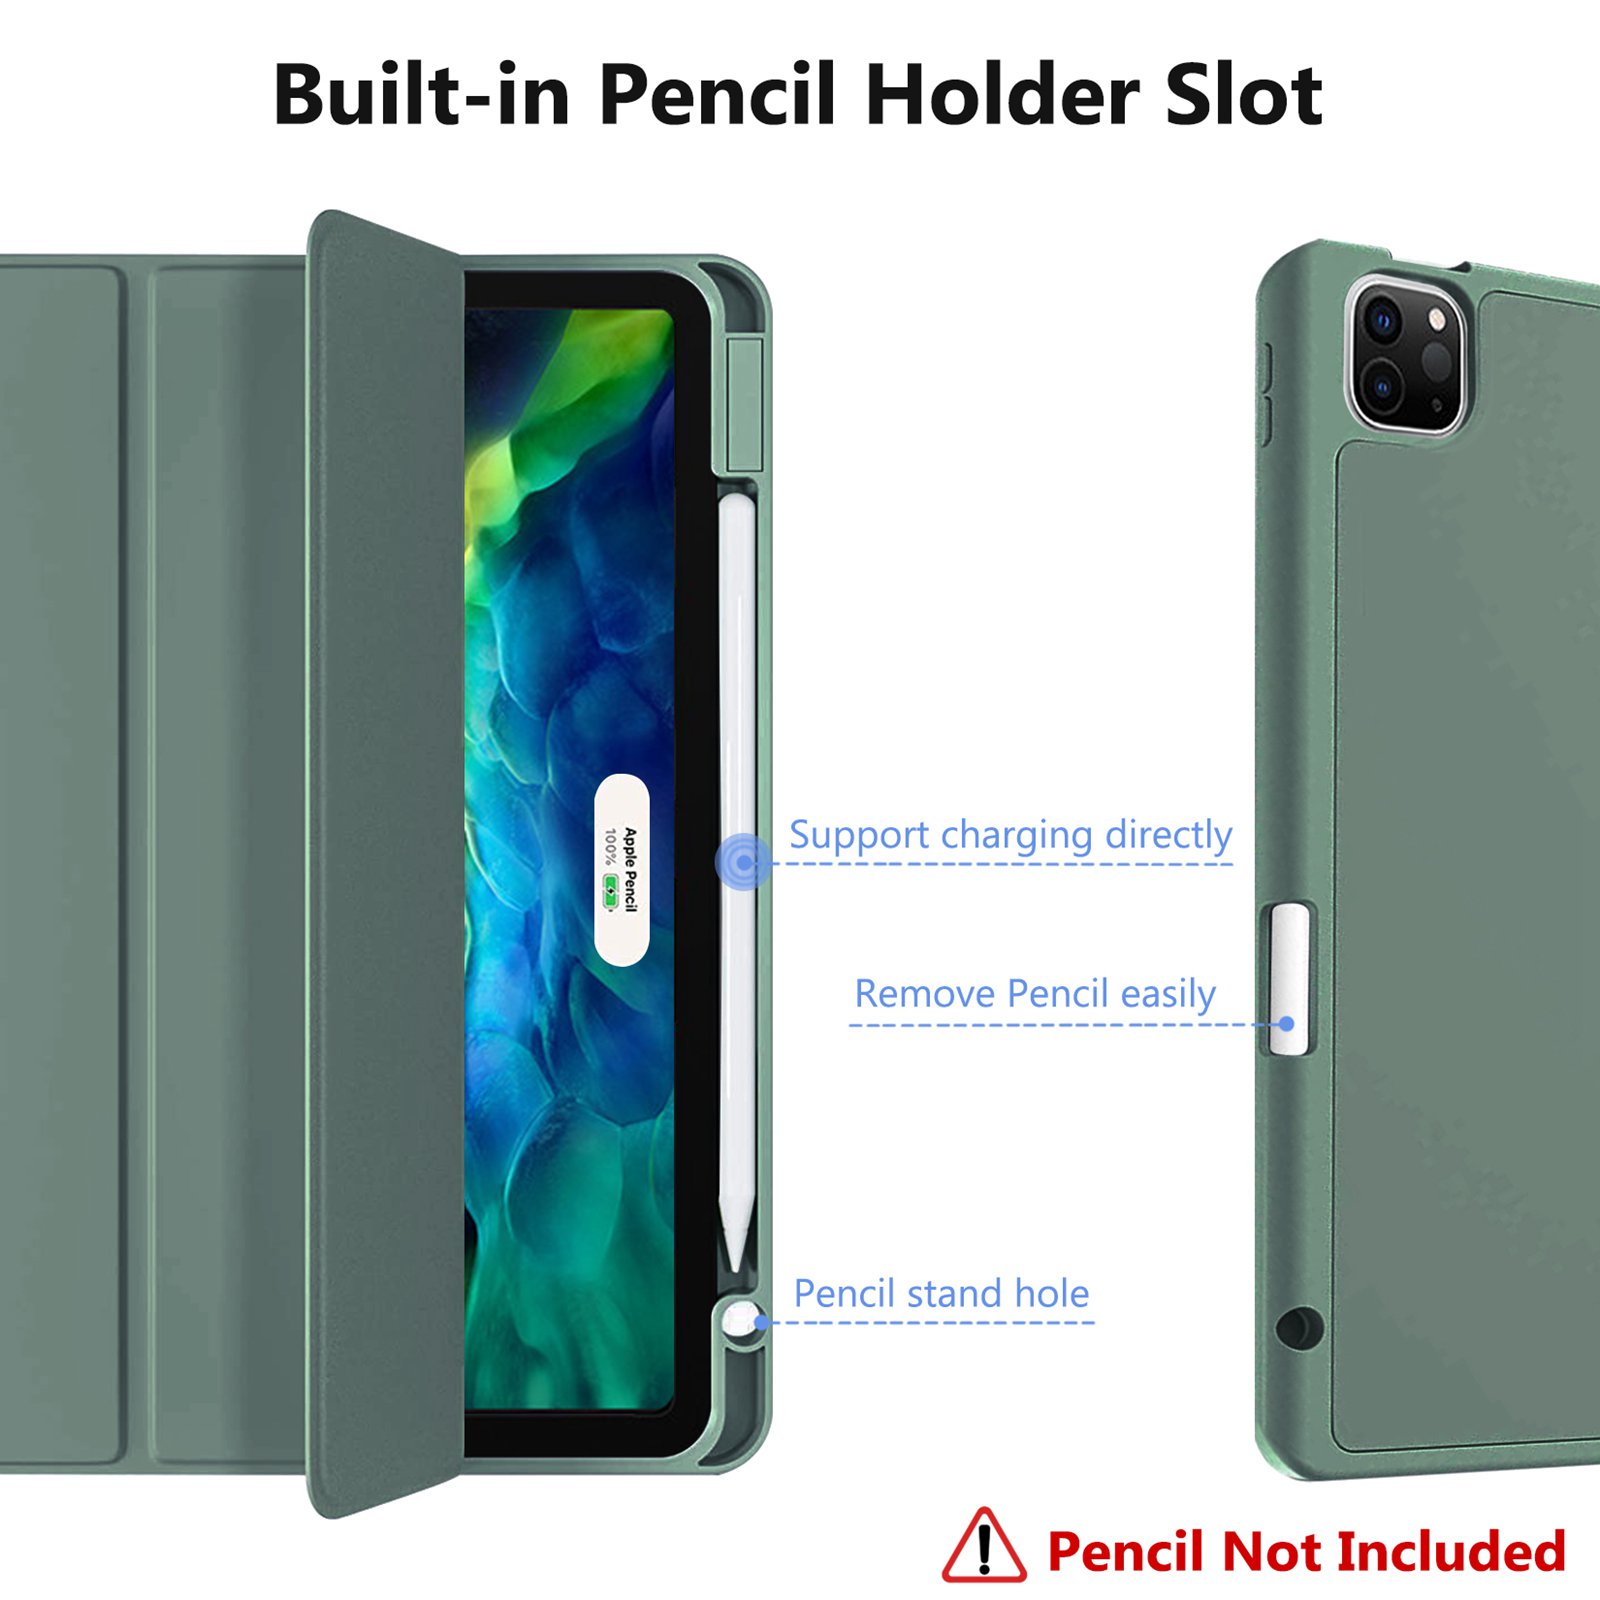 Built-in Pencil Holder Slot
Apple Pencil
100%
Support charging directly
Remove Pencil easily
Pencil stand hole
! Pencil Not Included